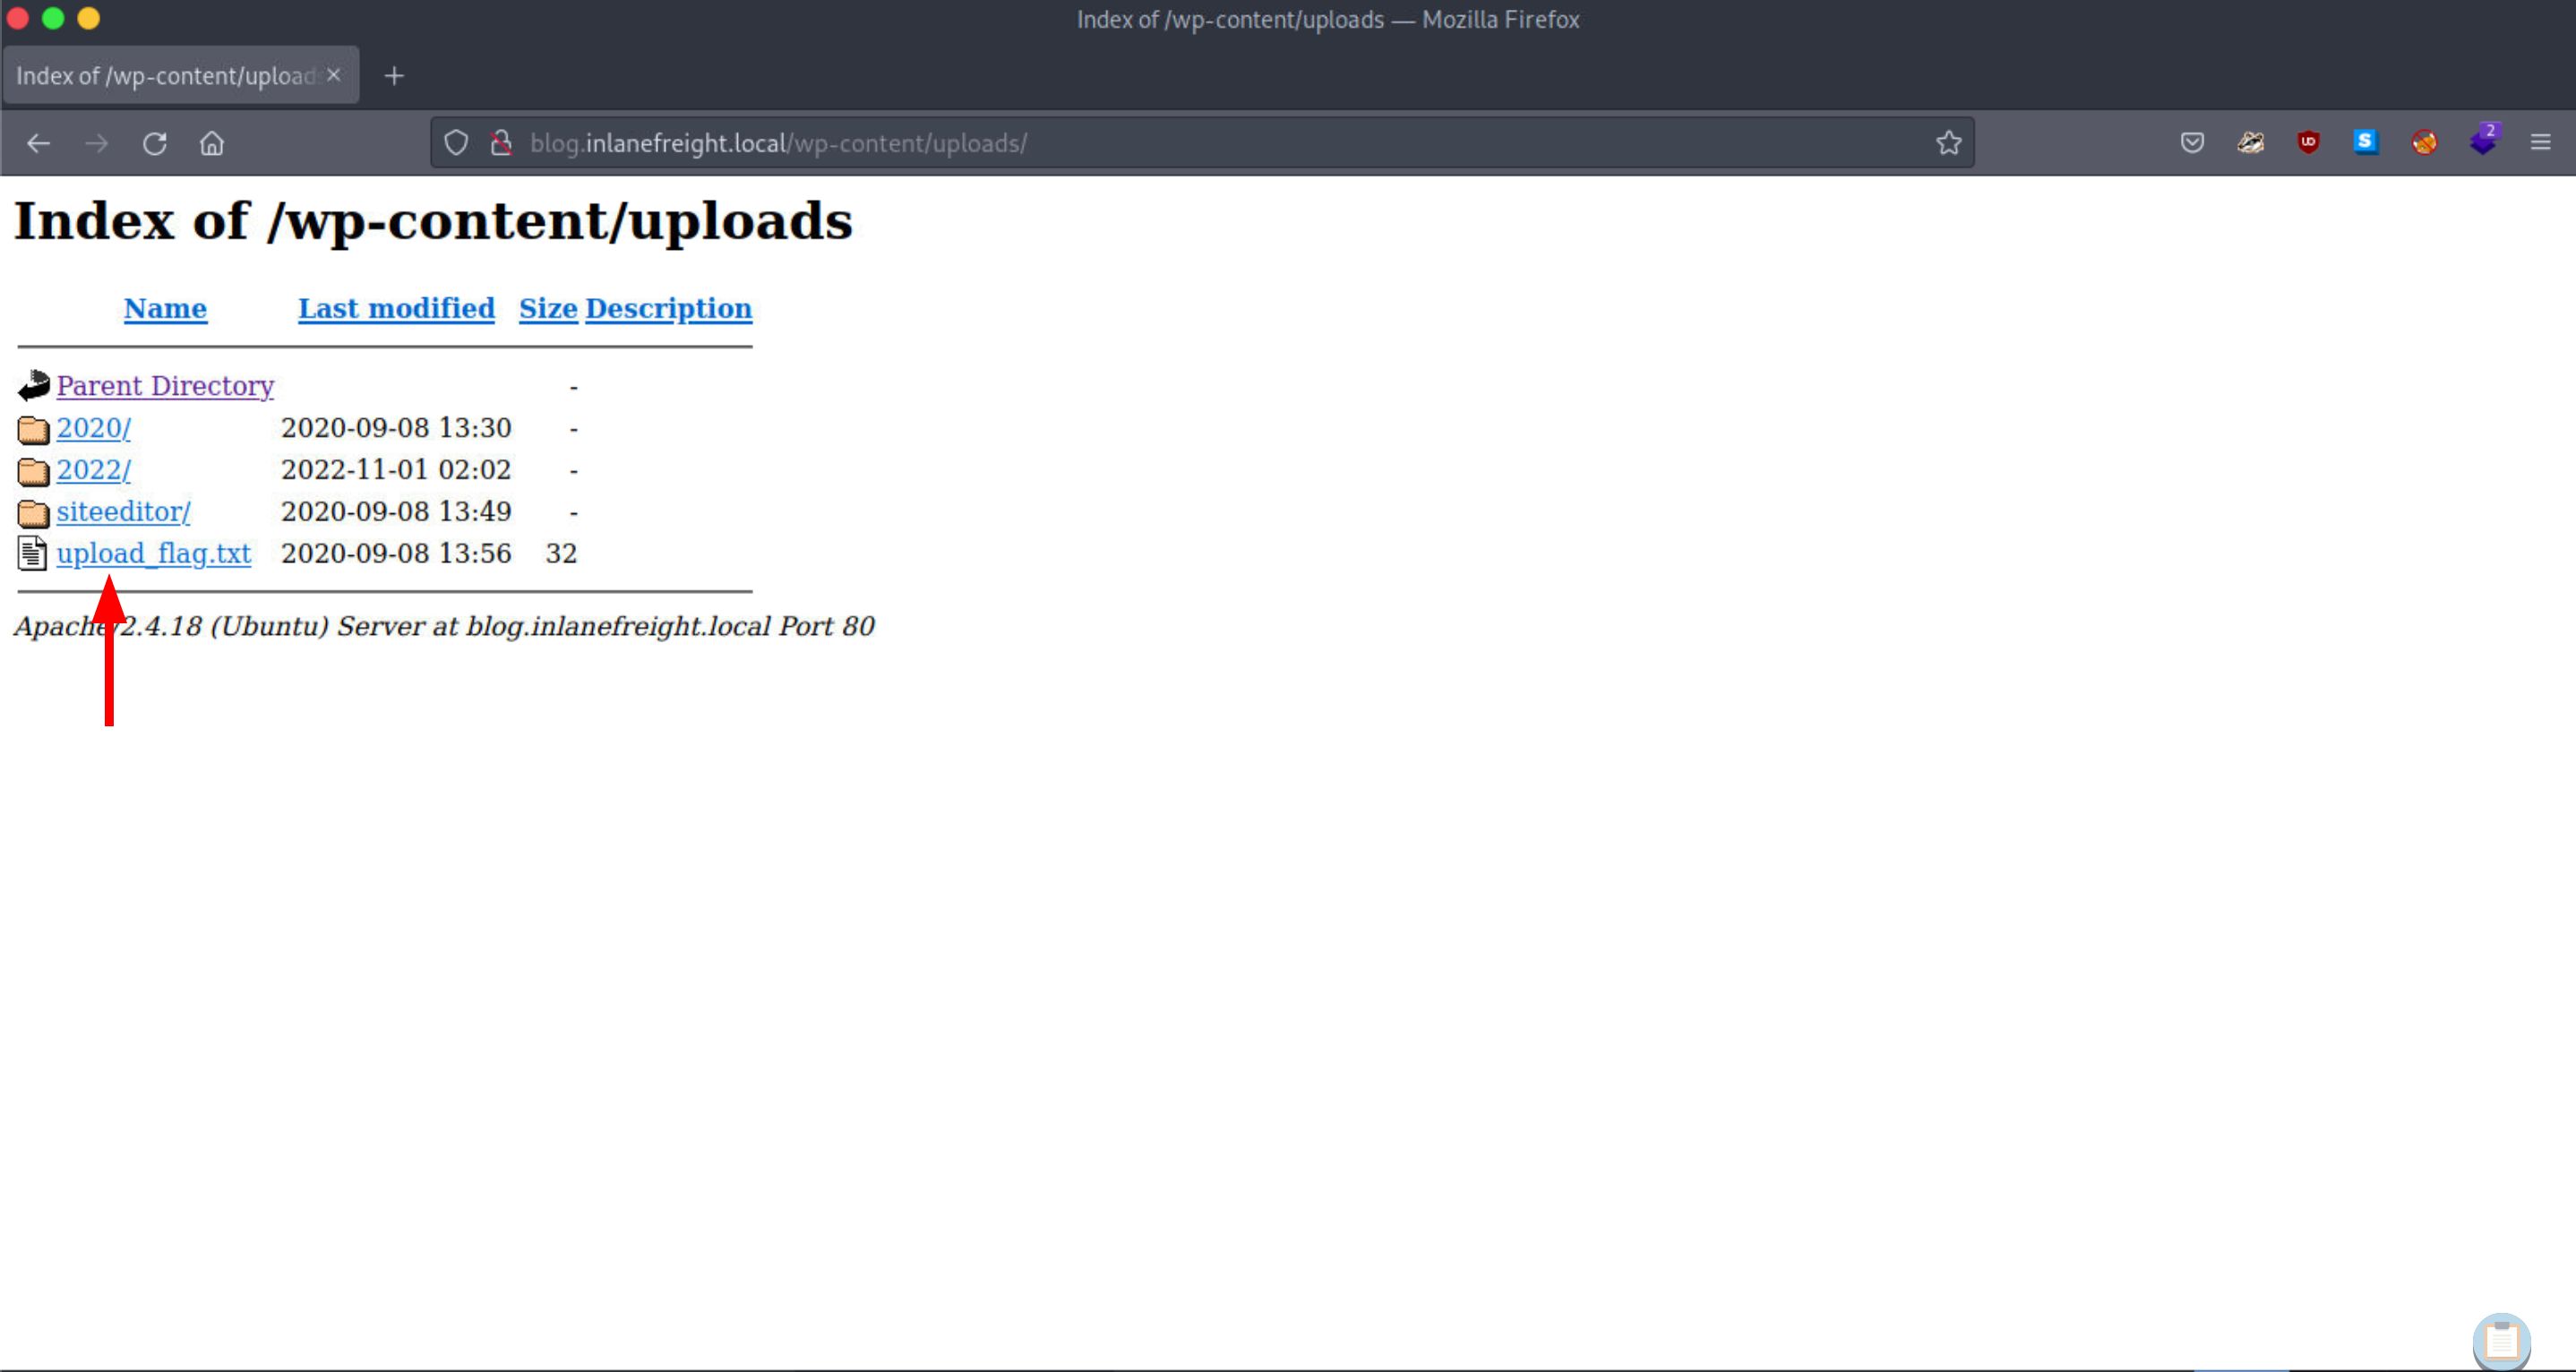 Index of /wp-content/uploads — Mozilla Firefox
Index of /wp-content/upload
blog.inlanefreight.local/wp-content/uploads/
2
Index of /wp-content/uploads
Name Last modified Size Description
Parent Directory -
2020/ 2020-09-08 13:30 -
2022/ 2022-11-01 02:02 -
siteeditor/ 2020-09-08 13:49 -
upload_flag.txt 2020-09-08 13:56 32
Apache/2.4.18 (Ubuntu) Server at blog.inlanefreight.local Port 80